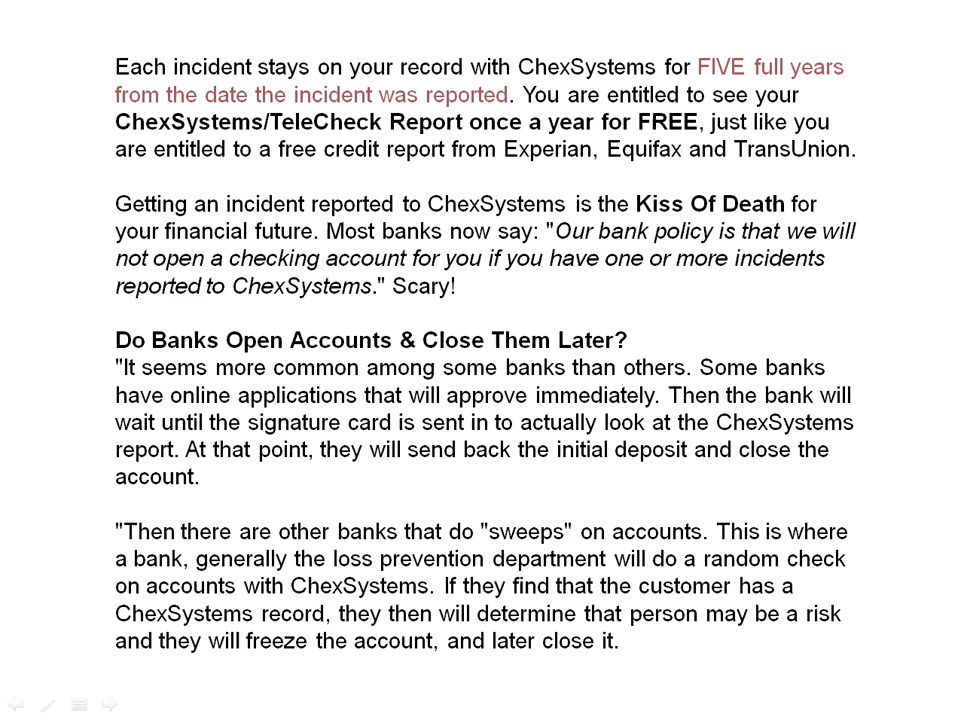 Each incident stays on your record with ChexSystems for FIVE full years
from the date the incident was reported. You are entitled to see your
ChexSystems/TeleCheck Report once a year for FREE, just like you
are entitled to a free credit report from Experian, Equifax and TransUnion.
Getting an incident reported to ChexSystems is the Kiss Of Death for
your financial future. Most banks now say: "Our bank policy is that we will
not open a checking account for you if you have one or more incidents
reported to ChexSystems." Scary!
Do Banks Open Accounts & Close Them Later?
"It seems more common among some banks than others. Some banks
have online applications that will approve immediately. Then the bank will
wait until the signature card is sent in to actually look at the ChexSystems
report. At that point, they will send back the initial deposit and close the
account.
"Then there are other banks that do "sweeps" on accounts. This is where
a bank, generally the loss prevention department will do a random check
on accounts with ChexSystems. If they find that the customer has a
ChexSystems record, they then will determine that person may be a risk
and they will freeze the account, and later close it.